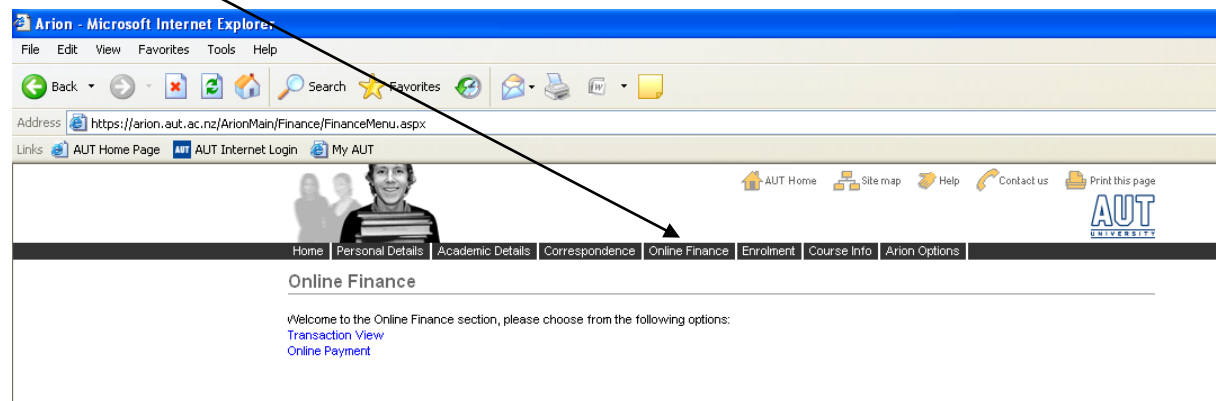 Arion - Microsoft Internet Explorer
File Edit View Favorites Tools Help
Back Search Favorites
Address https://arion.aut.ac.nz/ArionMain/Finance/FinanceMenu.aspx
Links AUT Home Page AUT AUT Internet Login My AUT
AUT Home Site map Help Contact us Print this page
AUT
UNIVERSITY
Home Personal Details Academic Details Correspondence Online Finance Enrolment Course Info Arion Options
Online Finance
Welcome to the Online Finance section, please choose from the following options:
Transaction View
Online Payment